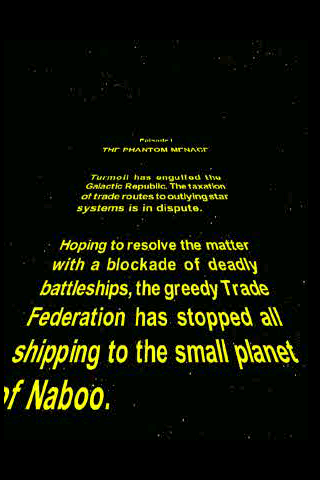 Episode I
THE PHANTOM MENACE
Turmoil has engulfed the
Galactic Republic. The taxation
of trade routes to outlying star
systems is in dispute.
Hoping to resolve the matter
with a blockade of deadly
battleships, the greedy Trade
Federation has stopped all
shipping to the small planet
of Naboo.